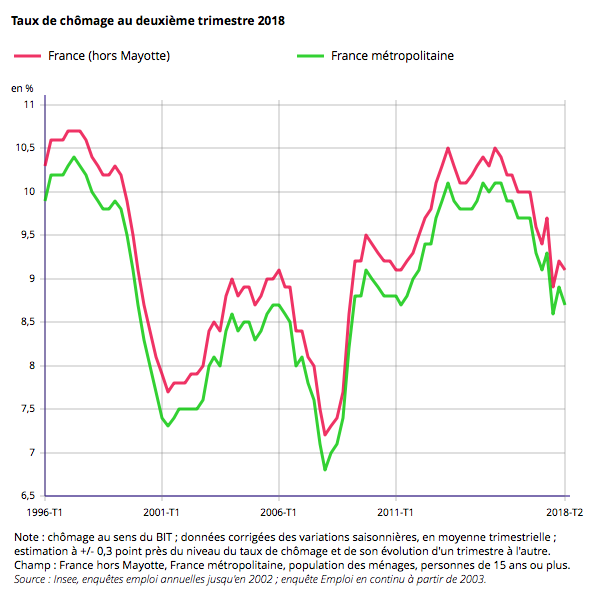 Taux de chômage au deuxième trimestre 2018
France (hors Mayotte)
France métropolitaine
en %
11
10,5
10
9,5
9
8,5
8
7,5
7
6,5
1996-T1
2001-T1
2006-T1
2011-T1
2018-T2
Note : chômage au sens du BIT ; données corrigées des variations saisonnières, en moyenne trimestrielle ;
estimation à +/- 0,3 point près du niveau du taux de chômage et de son évolution d'un trimestre à l'autre.
Champ : France hors Mayotte, France métropolitaine, population des ménages, personnes de 15 ans ou plus.
Source : Insee, enquêtes emploi annuelles jusqu'en 2002 ; enquête Emploi en continu à partir de 2003.